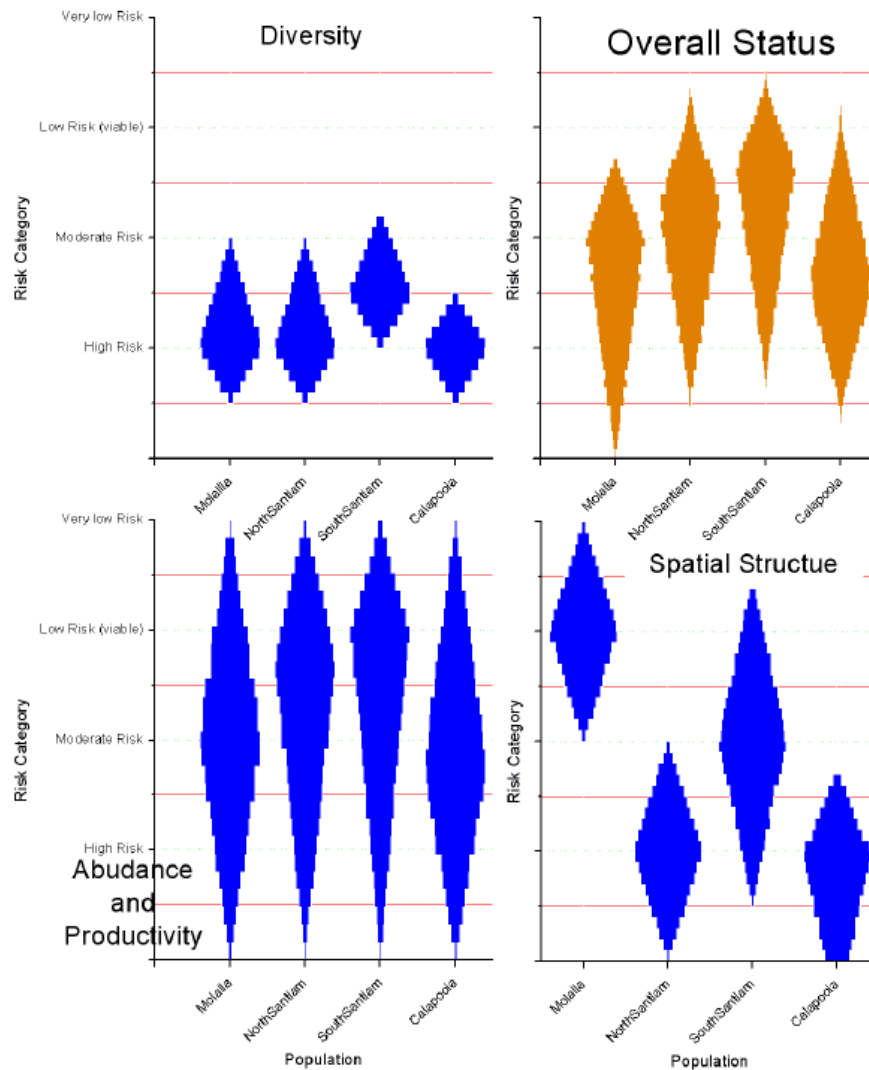 Very low Risk
Diversity
Low Risk (viable)
Moderate Risk
High Risk
Risk Category
Molallla
NorthSantiam
SouthSantiam
Calapooia
Overall Status
Risk Category
Molalla
NorthSantiam
SouthSantiam
Calapooia
Very low Risk
Low Risk (viable)
Moderate Risk
High Risk
Risk Category
Abudance
and
Productivity
Molalla
NorthSantiam
SouthSantiam
Calapooia
Population
Spatial Structue
Risk Category
Molalla
NorthSantiam
SouthSantiam
Calapooia
Population